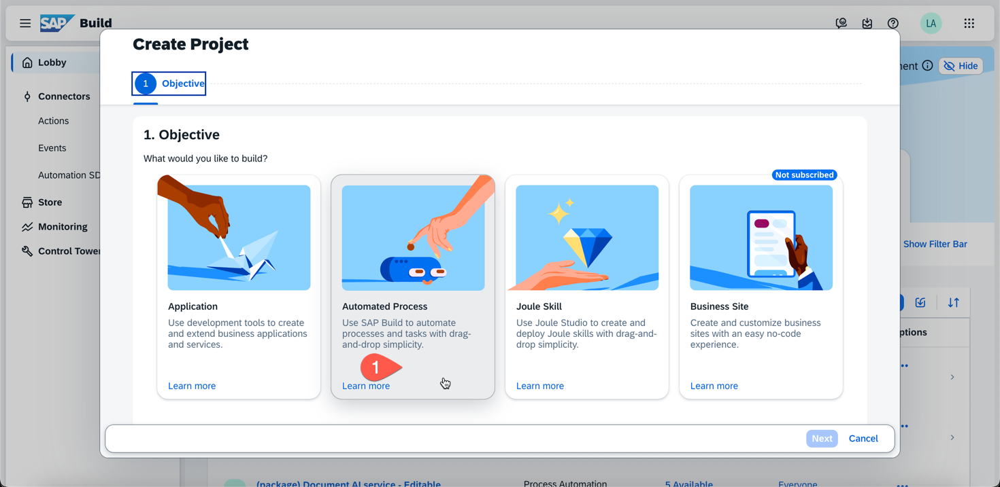 SAP Build
LA
Lobby
Connectors
Actions
Events
Automation SD
Store
Monitoring
Control Tower
Create Project
1 Objective
Hide
1. Objective
What would you like to build?
Not subscribed
Application
Use development tools to create
and extend business applications
and services.
Learn more
Automated Process
Use SAP Build to automate
processes and tasks with drag-
and-drop simplicity.
1
Learn more
Joule Skill
Use Joule Studio to create and
deploy Joule skills with drag-and-
drop simplicity.
Learn more
Business Site
Create and customize business
sites with an easy no-code
experience.
Learn more
Show Filter Bar
ptions
Next
Cancel
(package) Document AI service - Editable
Process Automation
5 Available
Everyone